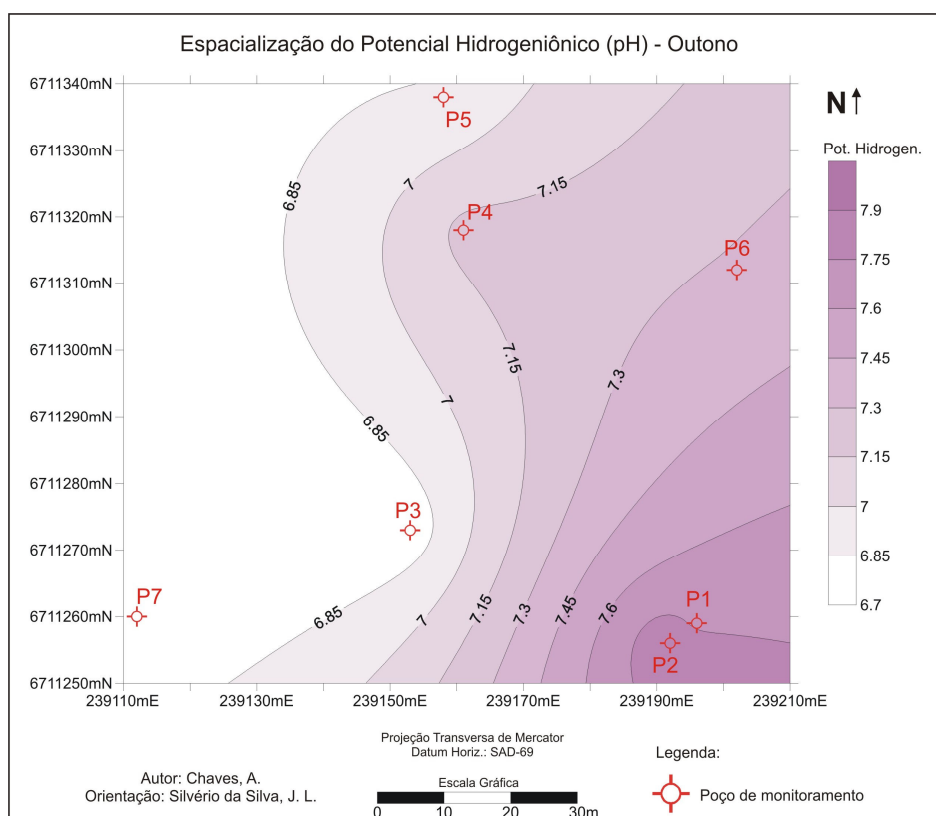 Espacialização do Potencial Hidrogeniônico (pH) - Outono
6711340mN
6711330mN
6711320mN
6711310mN
6711300mN
6711290mN
6711280mN
6711270mN
6711260mN
6711250mN
239110mE
239130mE
239150mE
239170mE
239190mE
239210mE
P5
P4
P6
P3
P7
P1
P2
6.85
7
7.15
7.15
7.3
7
6.85
6.85
7
7.15
7.3
7.45
7.6
N
Pot. Hidrogen.
7.9
7.75
7.6
7.45
7.3
7.15
7
6.85
6.7
Projeção Transversa de Mercator
Datum Horiz.: SAD-69
Autor: Chaves, A.
Orientação: Silvério da Silva, J. L.
Escala Gráfica
0 10 20 30m
Legenda:
Poço de monitoramento